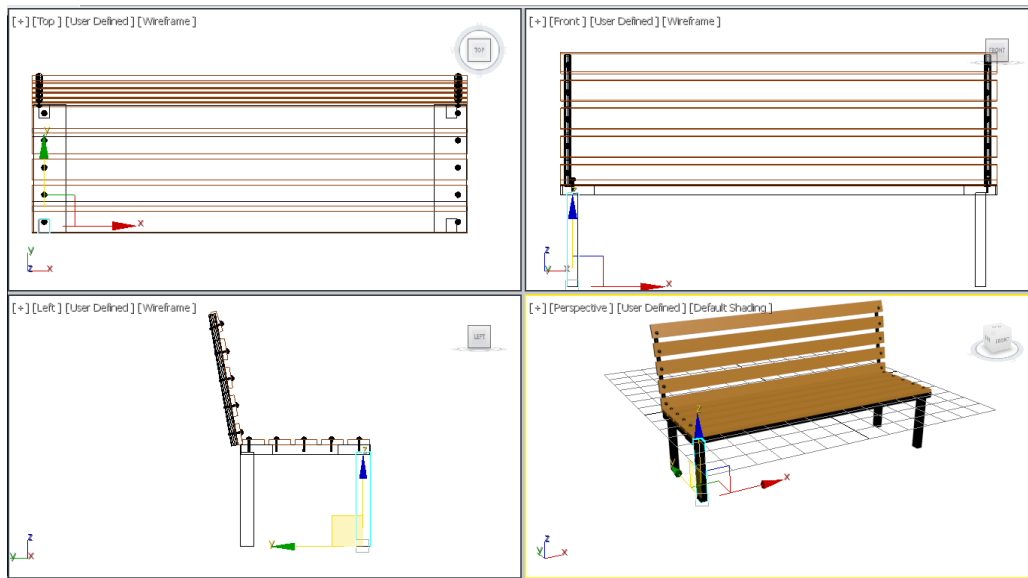 [+] [Top] [User Defined] [Wireframe]
TOP
y
x
y
z x
[+] [Front] [User Defined] [Wireframe]
FRONT
z
x
z
y x
[+] [Left] [User Defined] [Wireframe]
LEFT
z
y
z
y x
[+] [Perspective] [User Defined] [Default Shading]
FRONT
z
y
x
z
y
x